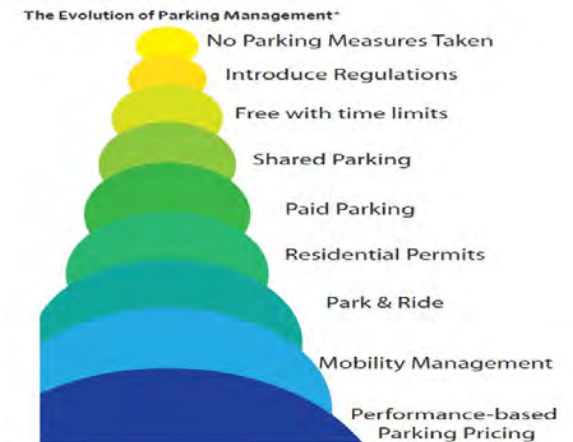 The Evolution of Parking Management*
No Parking Measures Taken
Introduce Regulations
Free with time limits
Shared Parking
Paid Parking
Residential Permits
Park & Ride
Mobility Management
Performance-based
Parking Pricing